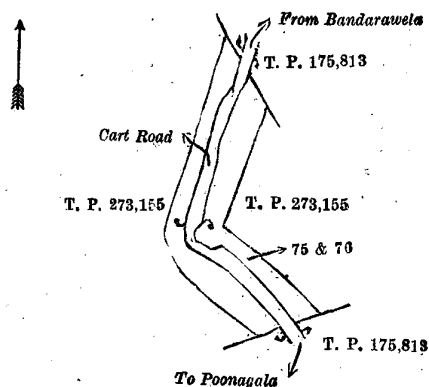 From Bandarawela
T. P. 175,813
Cart Road
T. P. 273,155
T. P. 273,155
75 & 76
T. P. 175,813
To Poonagala